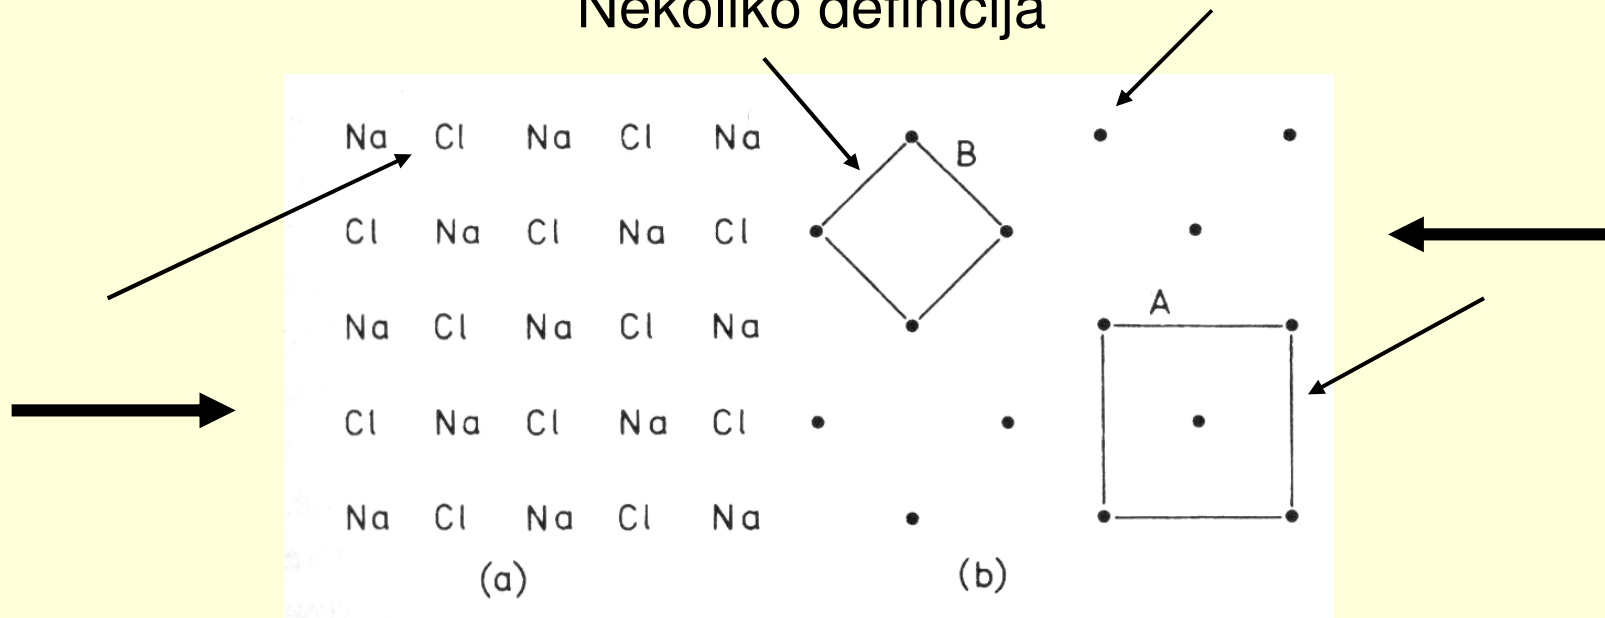 Nekoliko definicija
Na Cl Na Cl Na
B
Cl Na Cl Na Cl
A
Na Cl Na Cl Na
Cl Na Cl Na Cl
Na Cl Na Cl Na
(a) (b)